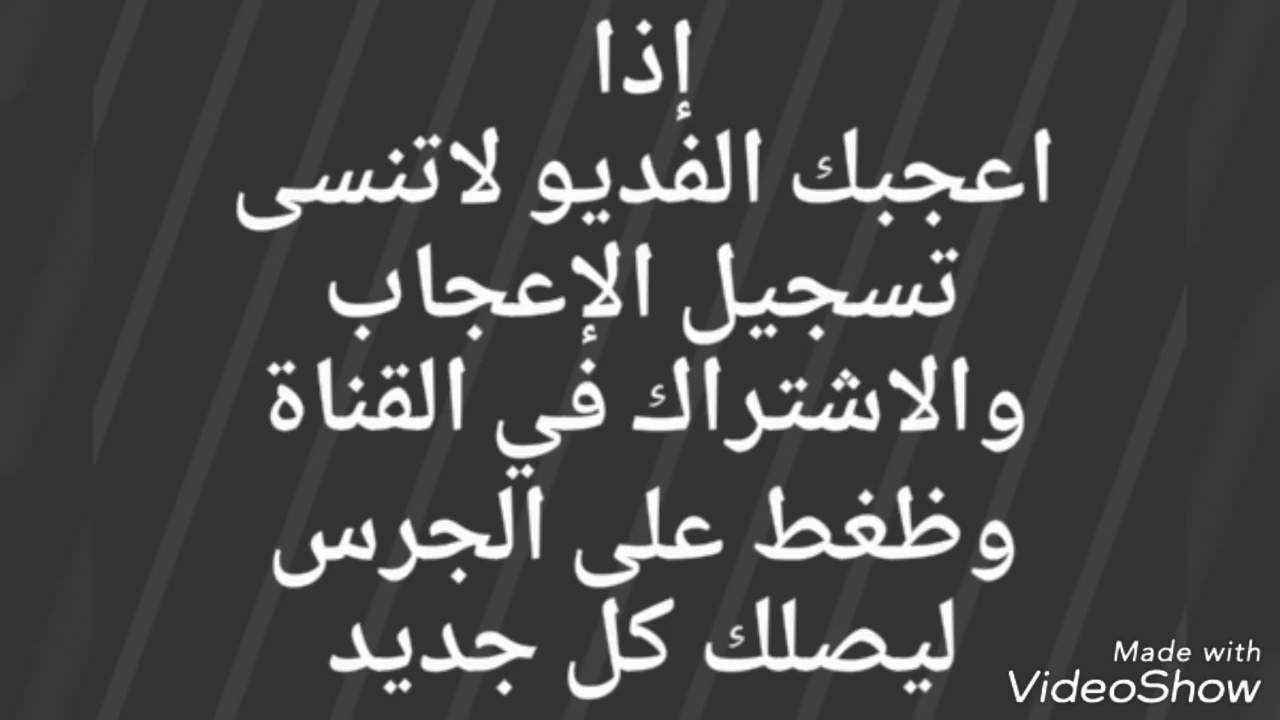 إذا
اعجبك الفديو لاتنسى
تسجيل الإعجاب
والاشتراك في القناة
وظغط على الجرس
ليصلك كل جديد
Made with
VideoShow